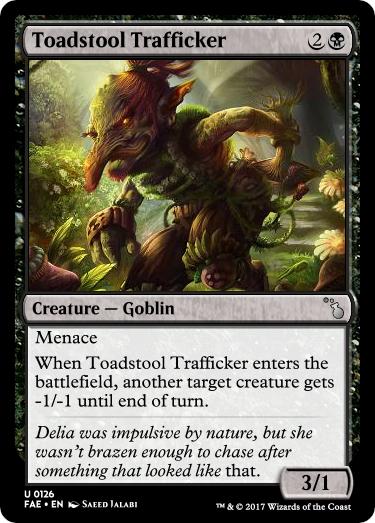 Toadstool Trafficker 2
Creature — Goblin
Menace
When Toadstool Trafficker enters the
battlefield, another target creature gets
-1/-1 until end of turn.
Delia was impulsive by nature, but she
wasn't brazen enough to chase after
something that looked like that.
3/1
U 0126
FAE • EN Saeed Jalabi
™ & © 2017 Wizards of the Coast